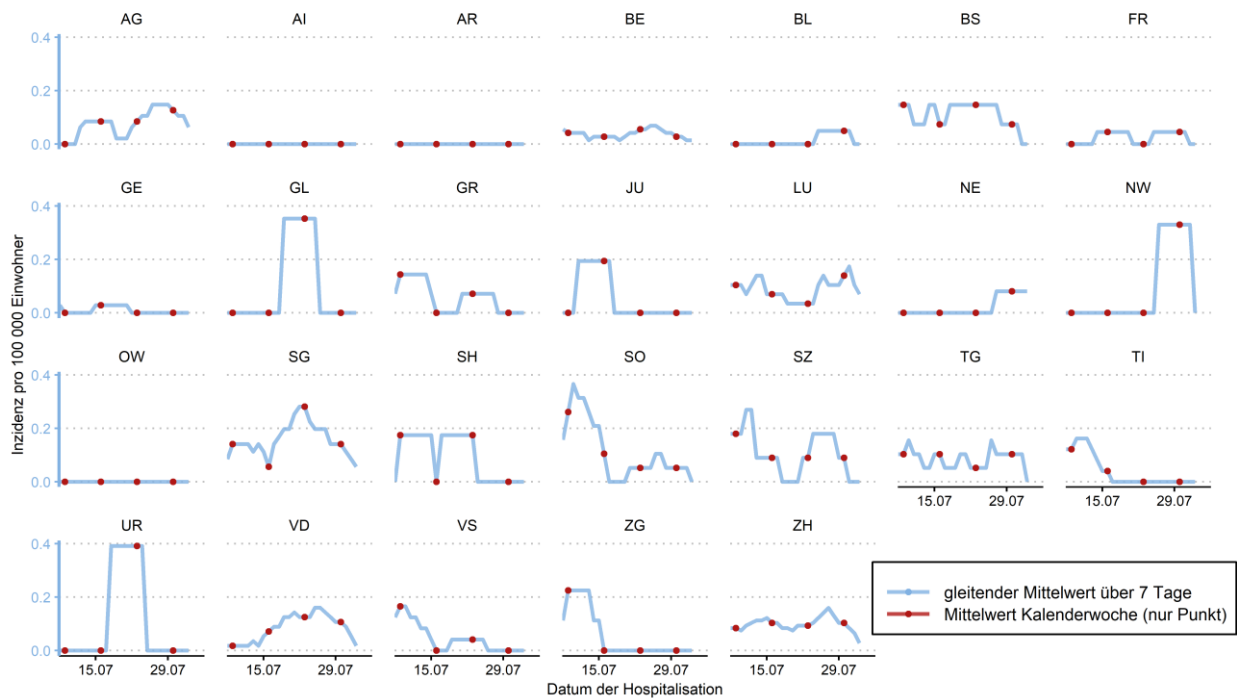 AG AI AR BE BL BS FR
0.4
0.2
0.0
GE GL GR JU LU NE NW
0.4
0.2
0.0
OW SG SH SO SZ TG TI
0.4
0.2
0.0
15.07 29.07 15.07 29.07
UR VD VS ZG ZH
0.4
0.2
0.0
15.07 29.07 15.07 29.07 15.07 29.07 15.07 29.07 15.07 29.07
Inzidenz pro 100 000 Einwohner
Datum der Hospitalisation
gleitender Mittelwert über 7 Tage
Mittelwert Kalenderwoche (nur Punkt)